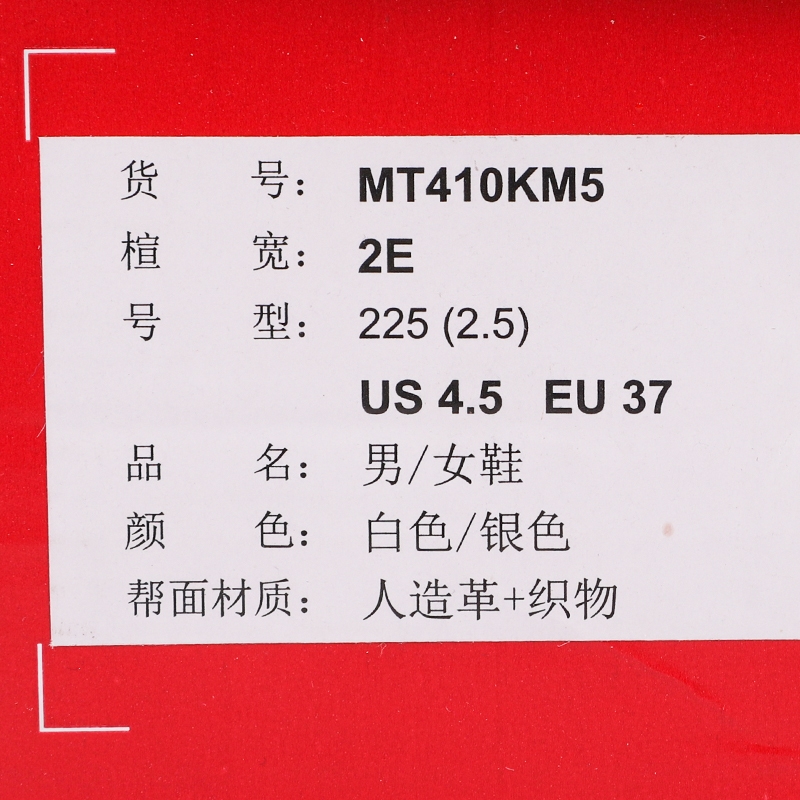 货 号： MT410KM5
楦 宽： 2E
号 型： 225 (2.5)
US 4.5 EU 37
品 名： 男/女鞋
颜 色： 白色/银色
帮面材质： 人造革+织物